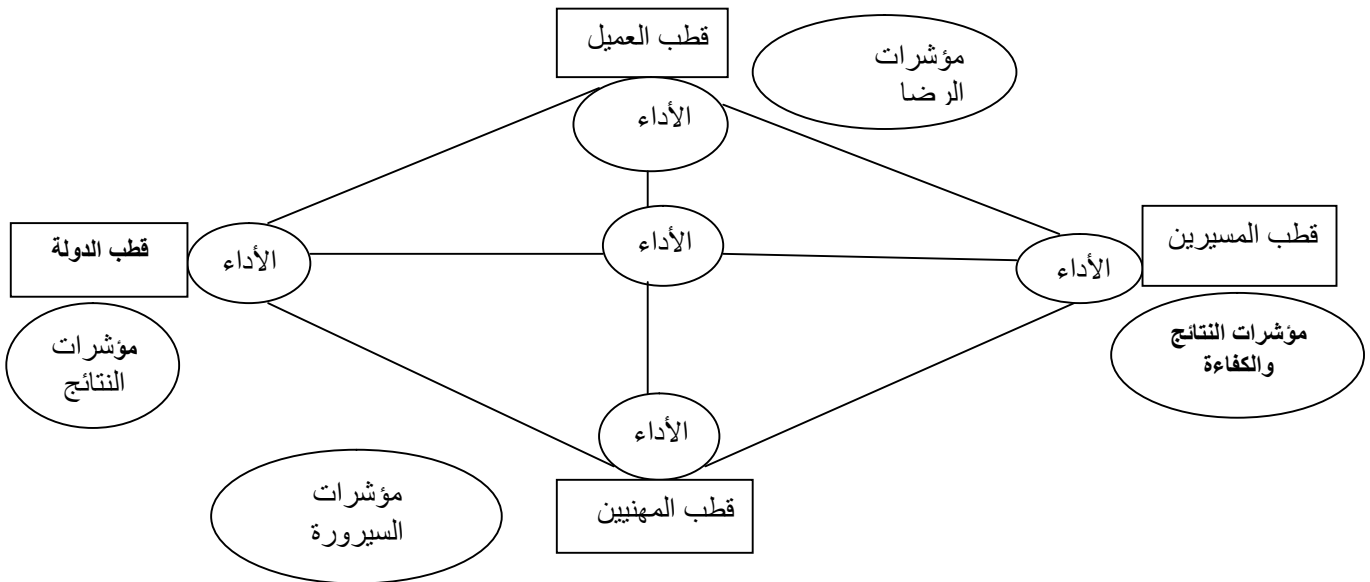 قطب العميل
مؤشرات
الرضا
الأداء
قطب المسيرين
الأداء
الأداء
الأداء
قطب الدولة
مؤشرات النتائج
والكفاءة
مؤشرات
النتائج
الأداء
قطب المهنيين
مؤشرات
السيرورة